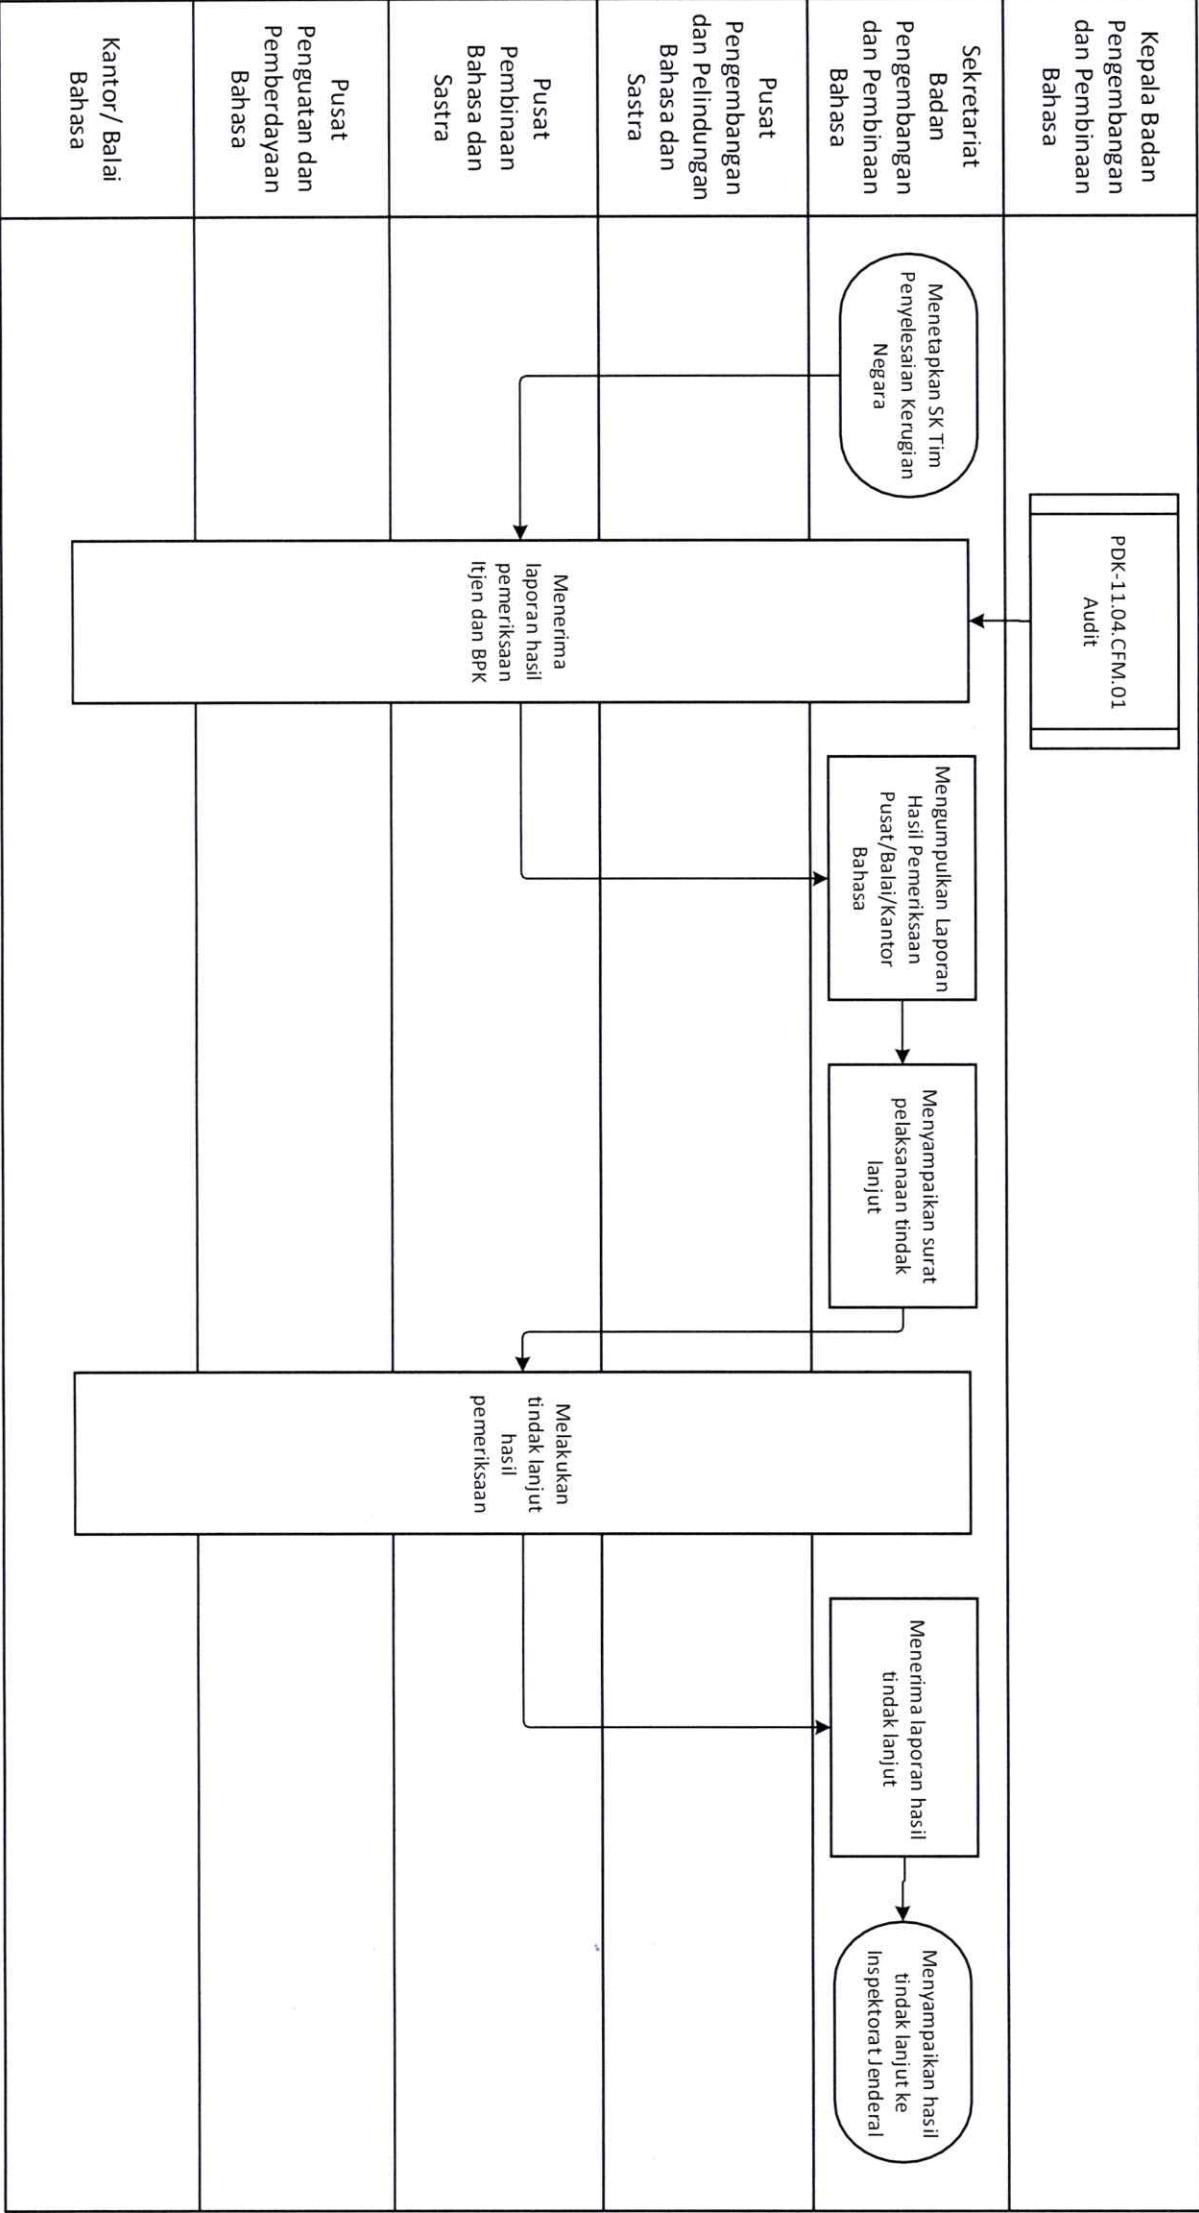 Kepala Badan
Pengembangan
dan Pembinaan
Bahasa
Sekretariat
Badan
Pengembangan
dan Pembinaan
Bahasa
Pusat
Pengembangan
dan Pelindungan
Bahasa dan
Sastra
Pusat
Pembinaan
Bahasa dan
Sastra
Pusat
Penguatan dan
Pemberdayaan
Bahasa
Kantor/ Balai
Bahasa
PDK-11.04.CFM.01
Audit
Menetapkan SK Tim
Penyelesaian Kerugian
Negara
Menerima
laporan hasil
pemeriksaan
Itjen dan BPK
Mengumpulkan Laporan
Hasil Pemeriksaan
Pusat/Balai/Kantor
Bahasa
Menyampaikan surat
pelaksanaan tindak
lanjut
Melakukan
tindak lanjut
hasil
pemeriksaan
Menerima laporan hasil
tindak lanjut
Menyampaikan hasil
tindak lanjut ke
Inspektorat Jenderal